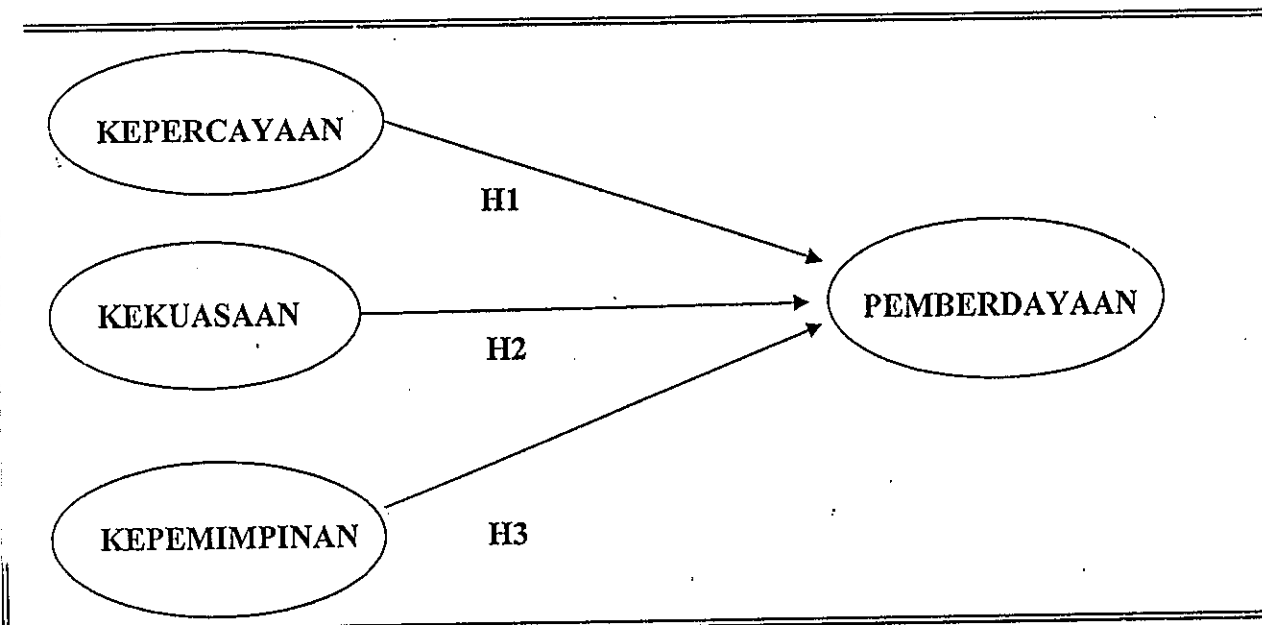 KEPERCAYAAN
H1
KEKUASAAN
H2
PEMBERDAYAAN
KEPEMIMPINAN
H3